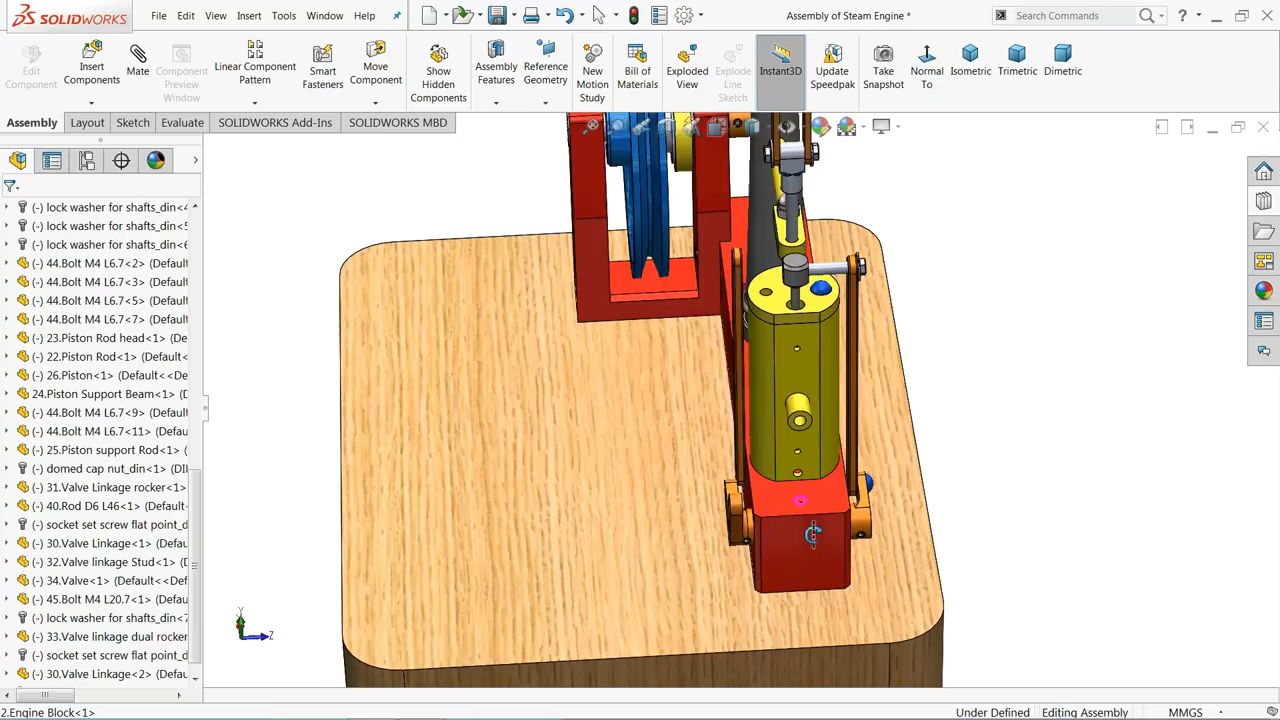 SOLIDWORKS
File Edit View Insert Tools Window Help
Assembly of Steam Engine *
Search Commands
?
Edit Component
Insert Components
Mate
Component Preview Window
Linear Component Pattern
Smart Fasteners
Move Component
Show Hidden Components
Assembly Features
Reference Geometry
New Motion Study
Bill of Materials
Exploded View
Explode Line Sketch
Instant3D
Update Speedpak
Take Snapshot
Normal To
Isometric
Trimetric
Dimetric
Assembly Layout Sketch Evaluate SOLIDWORKS Add-Ins SOLIDWORKS MBD
(-) lock washer for shafts_din<4
(-) lock washer for shafts_din<5
(-) lock washer for shafts_din<6
(-) 44.Bolt M4 L6.7<2> (Default
(-) 44.Bolt M4 L6.7<3> (Default
(-) 44.Bolt M4 L6.7<5> (Default
(-) 44.Bolt M4 L6.7<7> (Default
(-) 23.Piston Rod head<1> (Def
(-) 22.Piston Rod<1> (Default<
(-) 26.Piston<1> (Default<<De
24.Piston Support Beam<1> (D
(-) 44.Bolt M4 L6.7<9> (Default
(-) 44.Bolt M4 L6.7<11> (Defaul
(-) 25.Piston support Rod<1> (
(-) domed cap nut_din<1> (DI
(-) 31.Valve Linkage rocker<1>
(-) 40.Rod D6 L46<1> (Default
(-) socket set screw flat point_d
(-) 30.Valve Linkage<1> (Defau
(-) 32.Valve linkage Stud<1> (D
(-) 34.Valve<1> (Default<<Def
(-) 45.Bolt M4 L20.7<1> (Defaul
(-) lock washer for shafts_din<7
(-) 33.Valve linkage dual rocker
(-) socket set screw flat point_d
(-) 30.Valve Linkage<2> (Defau
Y
Z
2.Engine Block<1>
Under Defined
Editing Assembly
MMGS